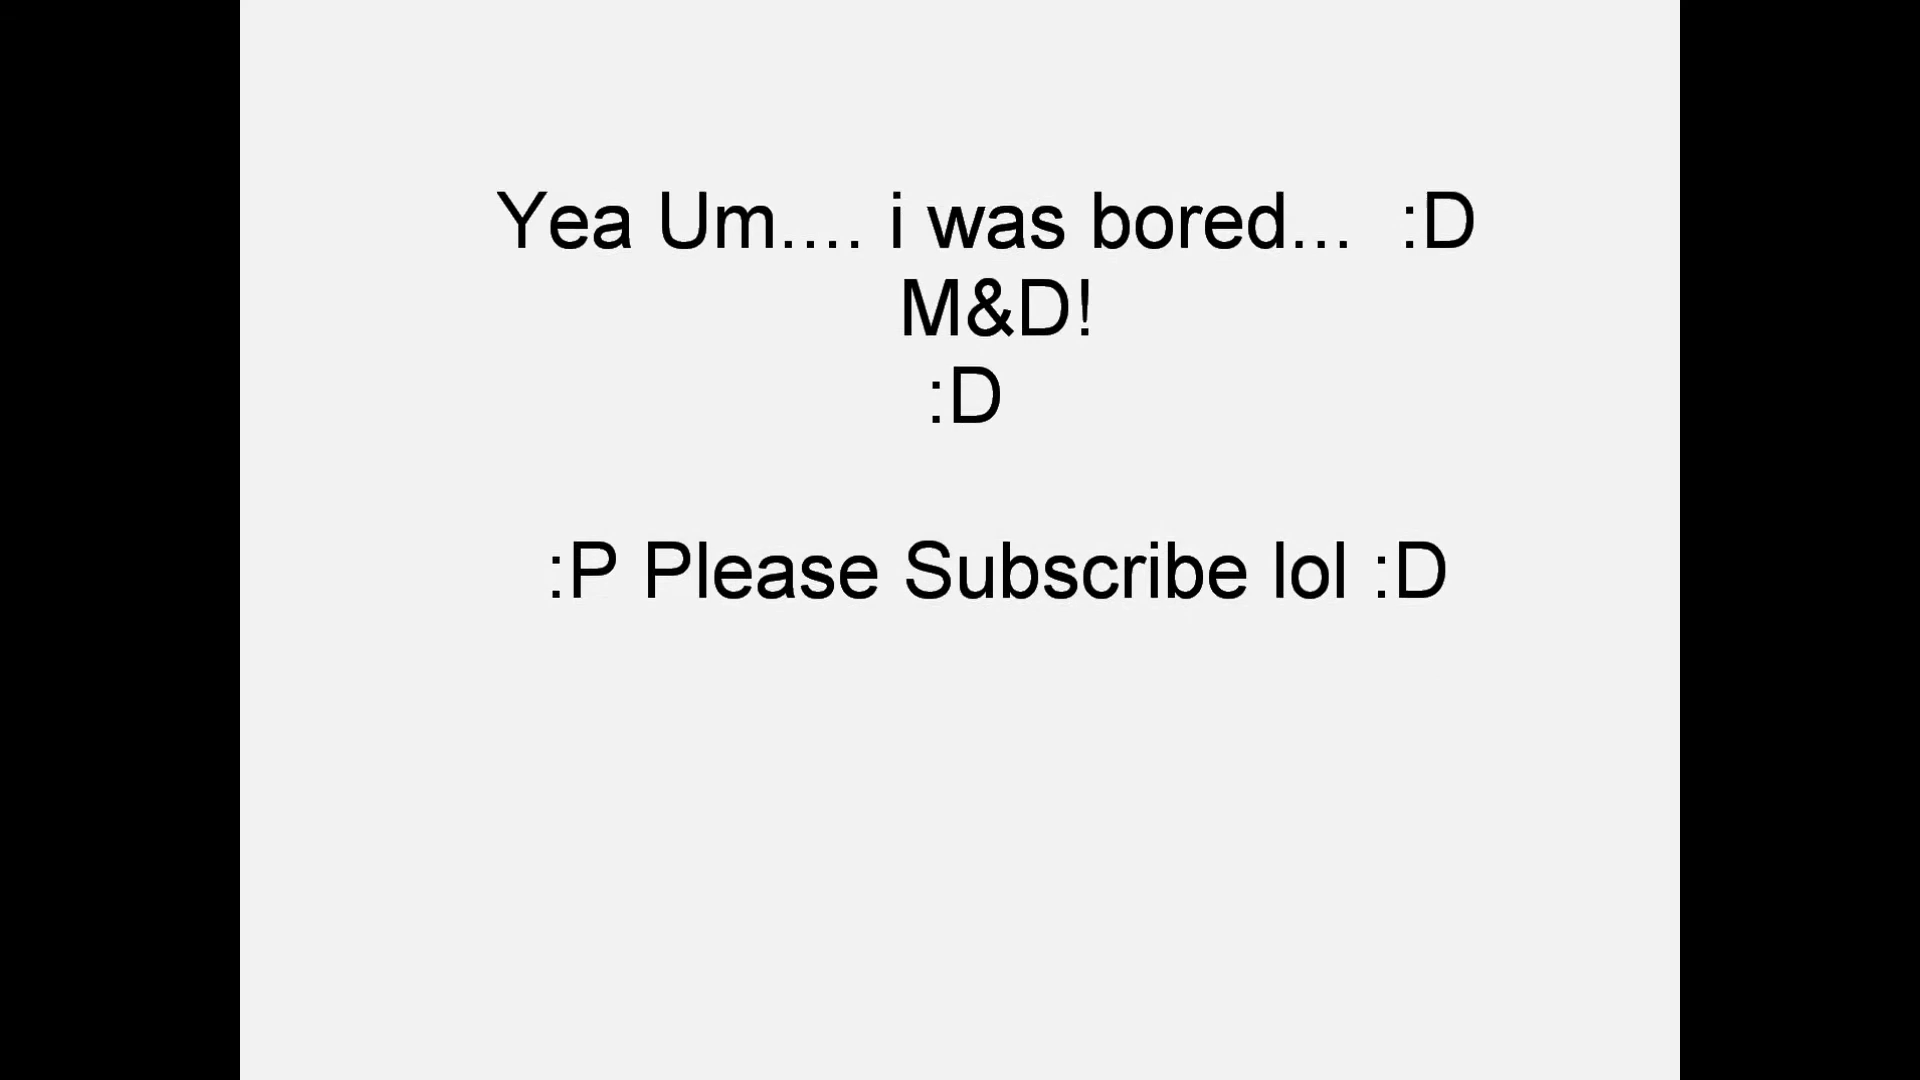 Yea Um.... i was bored...  :D
M&D!
:D
:P Please Subscribe lol :D